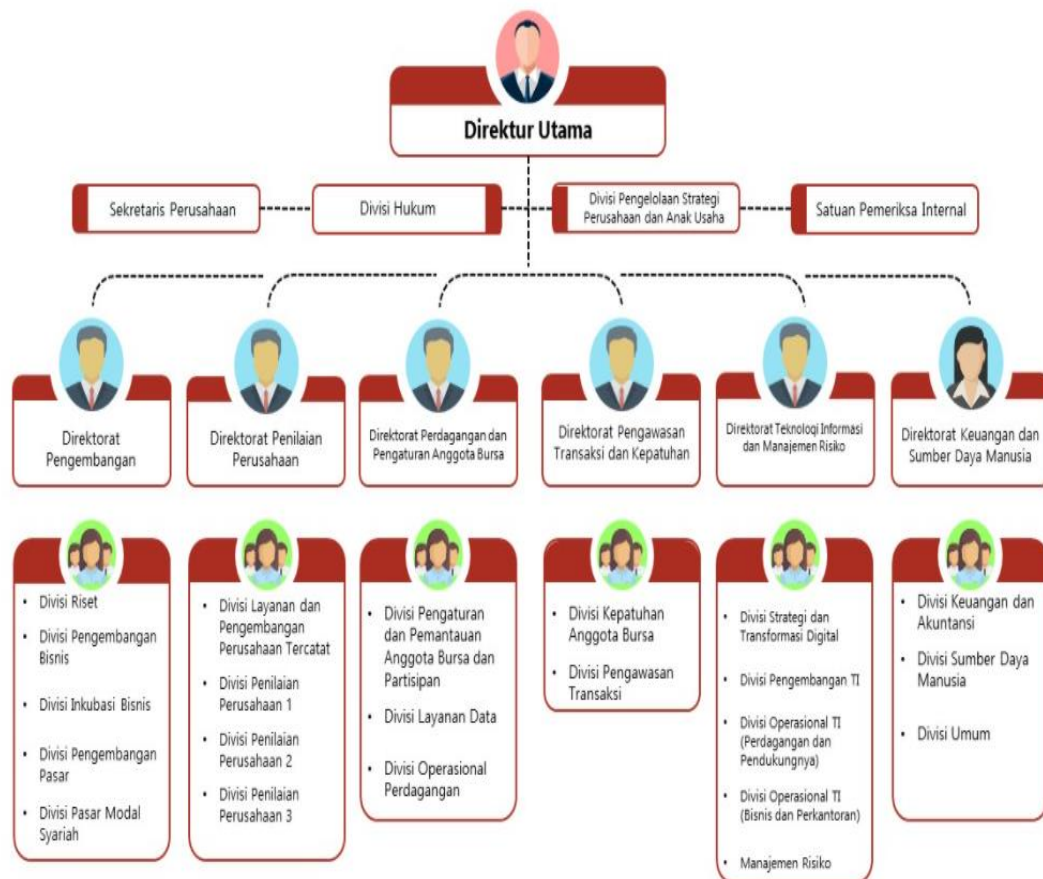 Direktur Utama
Sekretaris Perusahaan
Divisi Hukum
Divisi Pengelolaan Strategi
Perusahaan dan Anak Usaha
Satuan Pemeriksa Internal
Direktorat
Pengembangan
Direktorat Penilaian
Perusahaan
Direktorat Perdagangan dan
Pengaturan Anggota Bursa
Direktorat Pengawasan
Transaksi dan Kepatuhan
Direktorat Teknologi Informasi
dan Manajemen Risiko
Direktorat Keuangan dan
Sumber Daya Manusia
• Divisi Riset
• Divisi Pengembangan
Bisnis
• Divisi Inkubasi Bisnis
• Divisi Pengembangan
Pasar
• Divisi Pasar Modal
Syariah
• Divisi Layanan dan
Pengembangan
Perusahaan Tercatat
• Divisi Penilaian
Perusahaan 1
• Divisi Penilaian
Perusahaan 2
• Divisi Penilaian
Perusahaan 3
• Divisi Pengaturan
dan Pemantauan
Anggota Bursa dan
Partisipan
• Divisi Layanan Data
• Divisi Operasional
Perdagangan
• Divisi Kepatuhan
Anggota Bursa
• Divisi Pengawasan
Transaksi
• Divisi Strategi dan
Transformasi Digital
• Divisi Pengembangan TI
• Divisi Operasional TI
(Perdagangan dan
Pendukungnya)
• Divisi Operasional TI
(Bisnis dan Perkantoran)
• Manajemen Risiko
• Divisi Keuangan dan
Akuntansi
• Divisi Sumber Daya
Manusia
• Divisi Umum